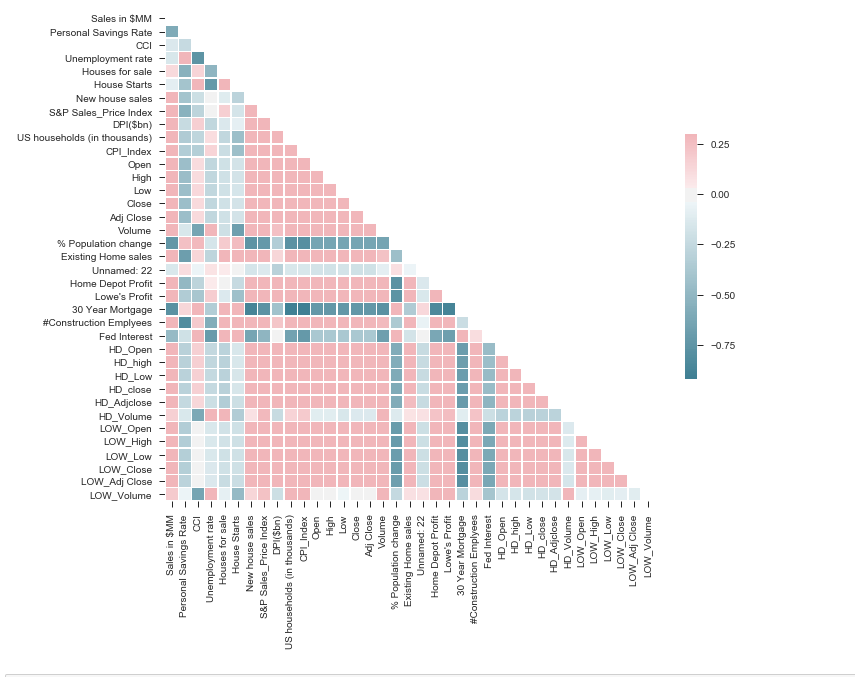 Sales in $MM
Personal Savings Rate
CCI
Unemployment rate
Houses for sale
House Starts
New house sales
S&P Sales_Price Index
DPI($bn)
US households (in thousands)
CPI_Index
Open
High
Low
Close
Adj Close
Volume
% Population change
Existing Home sales
Unnamed: 22
Home Depot Profit
Lowe's Profit
30 Year Mortgage
#Construction Emplyees
Fed Interest
HD_Open
HD_high
HD_Low
HD_close
HD_Adjclose
HD_Volume
LOW_Open
LOW_High
LOW_Low
LOW_Close
LOW_Adj Close
LOW_Volume
0.25
0.00
−0.25
−0.50
−0.75
Sales in $MM
Personal Savings Rate
CCI
Unemployment rate
Houses for sale
House Starts
New house sales
S&P Sales_Price Index
DPI($bn)
US households (in thousands)
CPI_Index
Open
High
Low
Close
Adj Close
Volume
% Population change
Existing Home sales
Unnamed: 22
Home Depot Profit
Lowe's Profit
30 Year Mortgage
#Construction Emplyees
Fed Interest
HD_Open
HD_high
HD_Low
HD_close
HD_Adjclose
HD_Volume
LOW_Open
LOW_High
LOW_Low
LOW_Close
LOW_Adj Close
LOW_Volume